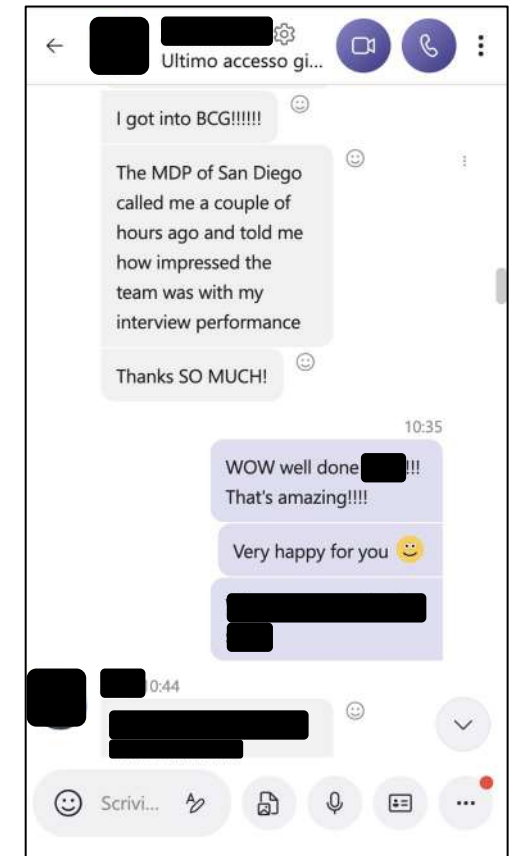 Ultimo accesso gi...
I got into BCG!!!!!!
The MDP of San Diego
called me a couple of
hours ago and told me
how impressed the
team was with my
interview performance
Thanks SO MUCH!
10:35
WOW well done !!!
That's amazing!!!!
Very happy for you
10:44
Scrivi...